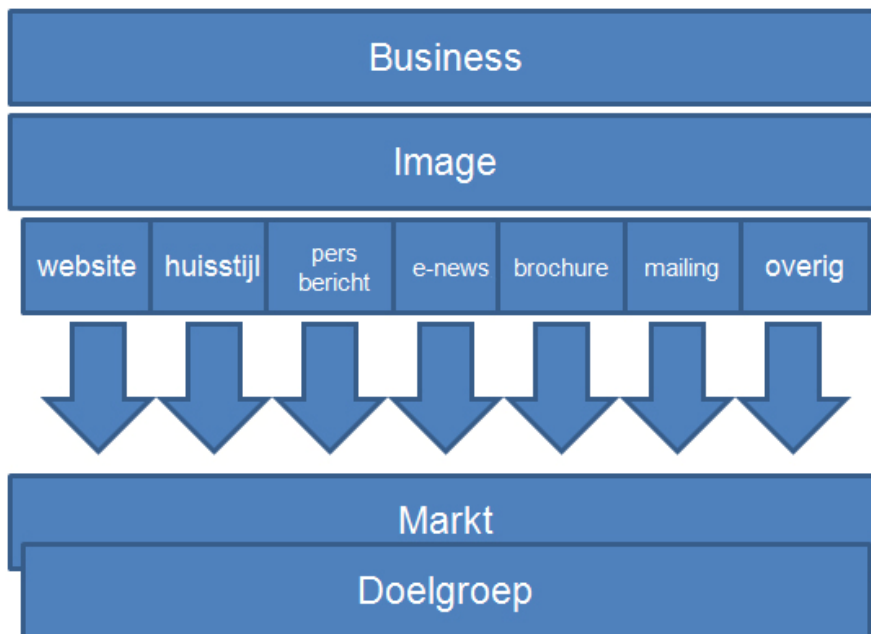 Business
Image
website huisstijl pers bericht e-news brochure mailing overig
Markt
Doelgroep